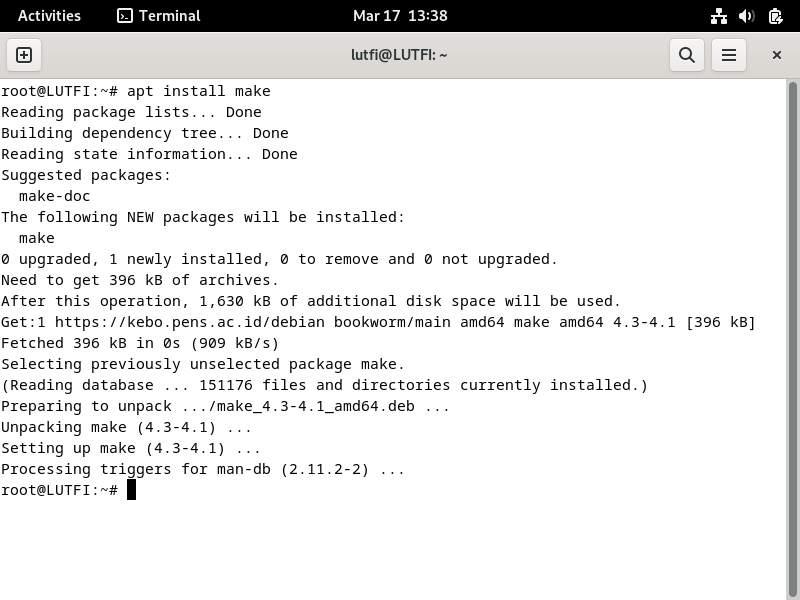 Activities Terminal Mar 17 13:38
lutfi@LUTFI: ~
root@LUTFI:~# apt install make
Reading package lists... Done
Building dependency tree... Done
Reading state information... Done
Suggested packages:
  make-doc
The following NEW packages will be installed:
  make
0 upgraded, 1 newly installed, 0 to remove and 0 not upgraded.
Need to get 396 kB of archives.
After this operation, 1,630 kB of additional disk space will be used.
Get:1 https://kebo.pens.ac.id/debian bookworm/main amd64 make amd64 4.3-4.1 [396 kB]
Fetched 396 kB in 0s (909 kB/s)
Selecting previously unselected package make.
(Reading database ... 151176 files and directories currently installed.)
Preparing to unpack .../make_4.3-4.1_amd64.deb ...
Unpacking make (4.3-4.1) ...
Setting up make (4.3-4.1) ...
Processing triggers for man-db (2.11.2-2) ...
root@LUTFI:~#